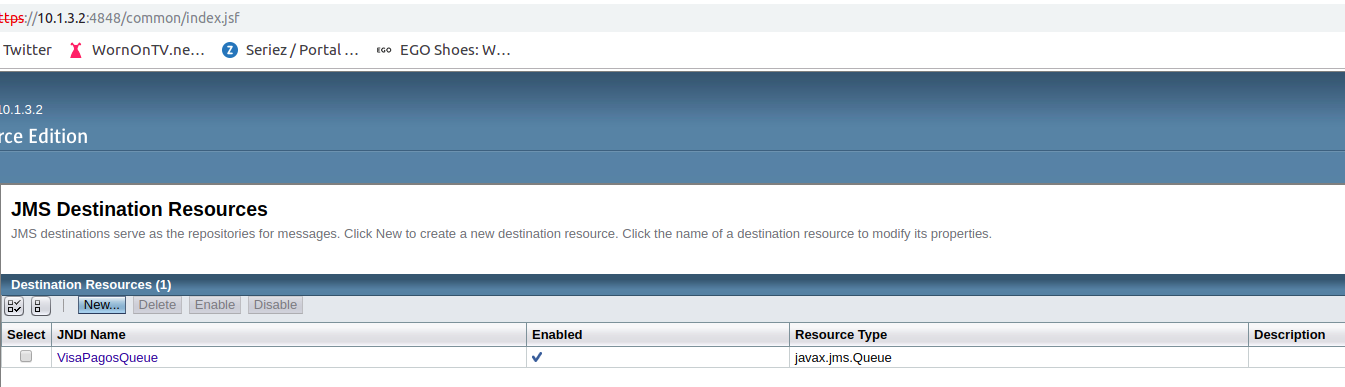 ttps://10.1.3.2:4848/common/index.jsf
Twitter WornOnTV.ne... Seriez / Portal ... EGO EGO Shoes: W...
10.1.3.2
rce Edition
JMS Destination Resources
JMS destinations serve as the repositories for messages. Click New to create a new destination resource. Click the name of a destination resource to modify its properties.
Destination Resources (1)
New... Delete Enable Disable
Select JNDI Name Enabled Resource Type Description
VisaPagosQueue javax.jms.Queue